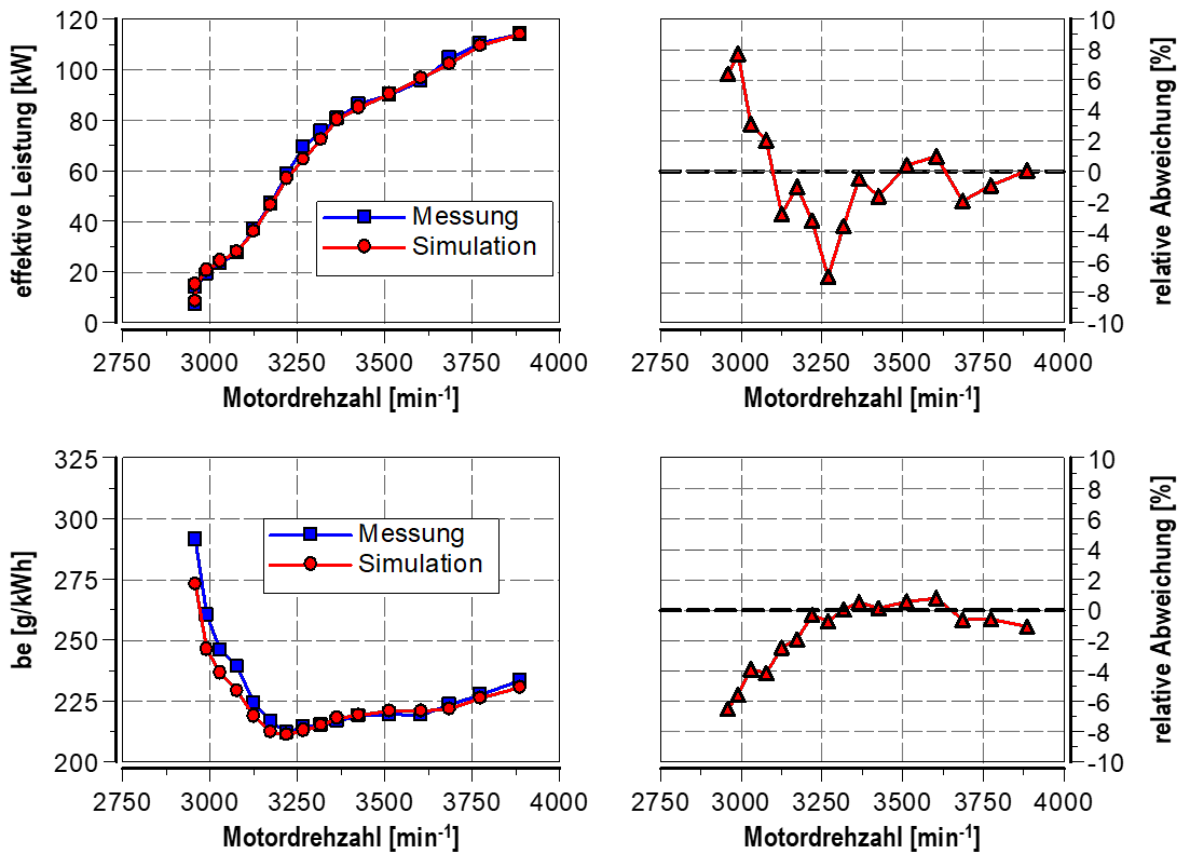 effektive Leistung [kW]
120
100
80
60
40
20
0
Messung
Simulation
2750 3000 3250 3500 3750 4000
Motordrehzahl [min-1]
10
8
6
4
2
0
-2
-4
-6
-8
-10
relative Abweichung [%]
2750 3000 3250 3500 3750 4000
Motordrehzahl [min-1]
be [g/kWh]
325
300
275
250
225
200
Messung
Simulation
2750 3000 3250 3500 3750 4000
Motordrehzahl [min-1]
10
8
6
4
2
0
-2
-4
-6
-8
-10
relative Abweichung [%]
2750 3000 3250 3500 3750 4000
Motordrehzahl [min-1]